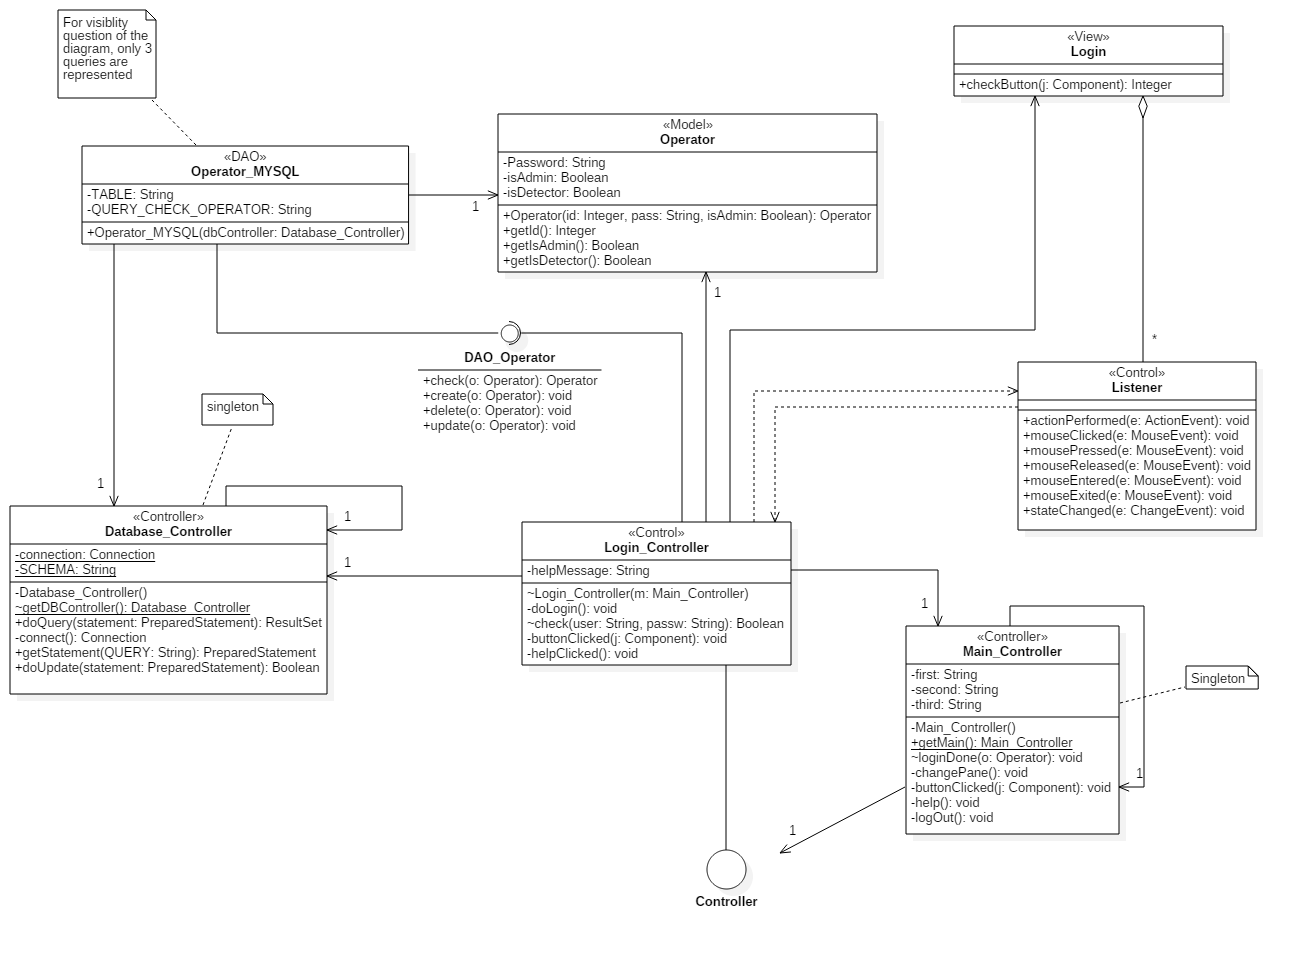 For visiblity
question of the
diagram, only 3
queries are
represented
«View»
Login
+checkButton(j: Component): Integer
«Model»
Operator
-Password: String
-isAdmin: Boolean
-isDetector: Boolean
+Operator(id: Integer, pass: String, isAdmin: Boolean): Operator
+getId(): Integer
+getIsAdmin(): Boolean
+getIsDetector(): Boolean
«DAO»
Operator_MYSQL
-TABLE: String
-QUERY_CHECK_OPERATOR: String
+Operator_MYSQL(dbController: Database_Controller)
1
1
*
DAO_Operator
+check(o: Operator): Operator
+create(o: Operator): void
+delete(o: Operator): void
+update(o: Operator): void
«Control»
Listener
+actionPerformed(e: ActionEvent): void
+mouseClicked(e: MouseEvent): void
+mousePressed(e: MouseEvent): void
+mouseReleased(e: MouseEvent): void
+mouseEntered(e: MouseEvent): void
+mouseExited(e: MouseEvent): void
+stateChanged(e: ChangeEvent): void
singleton
1
1
1
«Controller»
Database_Controller
-connection: Connection
-SCHEMA: String
-Database_Controller()
~getDBController(): Database_Controller
+doQuery(statement: PreparedStatement): ResultSet
-connect(): Connection
+getStatement(QUERY: String): PreparedStatement
+doUpdate(statement: PreparedStatement): Boolean
«Control»
Login_Controller
-helpMessage: String
~Login_Controller(m: Main_Controller)
-doLogin(): void
~check(user: String, passw: String): Boolean
-buttonClicked(j: Component): void
-helpClicked(): void
1
«Controller»
Main_Controller
-first: String
-second: String
-third: String
-Main_Controller()
+getMain(): Main_Controller
~loginDone(o: Operator): void
-changePane(): void
-buttonClicked(j: Component): void
-help(): void
-logOut(): void
Singleton
1
1
Controller